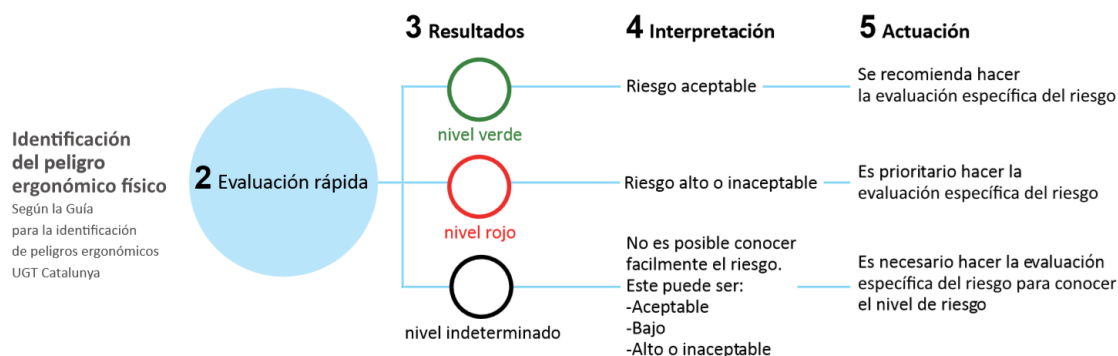 Identificación
del peligro
ergonómico físico
Según la Guía
para la identificación
de peligros ergonómicos
UGT Catalunya
2 Evaluación rápida
3 Resultados
nivel verde
nivel rojo
nivel indeterminado
4 Interpretación
Riesgo aceptable
Riesgo alto o inaceptable
No es posible conocer
facilmente el riesgo.
Este puede ser:
-Aceptable
-Bajo
-Alto o inaceptable
5 Actuación
Se recomienda hacer
la evaluación específica del riesgo
Es prioritario hacer la
evaluación específica del riesgo
Es necesario hacer la evaluación
específica del riesgo para conocer
el nivel de riesgo